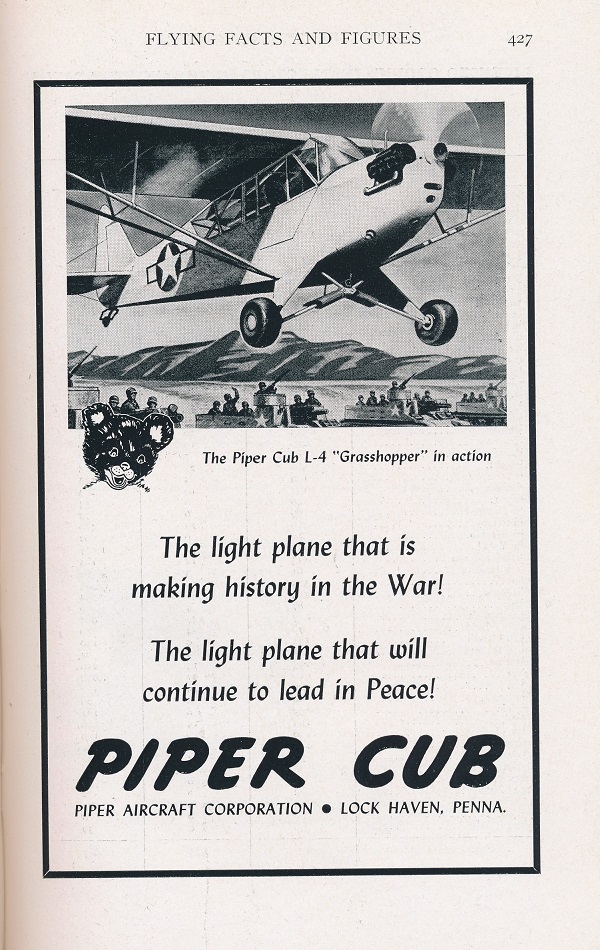 FLYING FACTS AND FIGURES 427
The Piper Cub L-4 "Grasshopper" in action
The light plane that is
making history in the War!
The light plane that will
continue to lead in Peace!
PIPER CUB
PIPER AIRCRAFT CORPORATION ● LOCK HAVEN, PENNA.